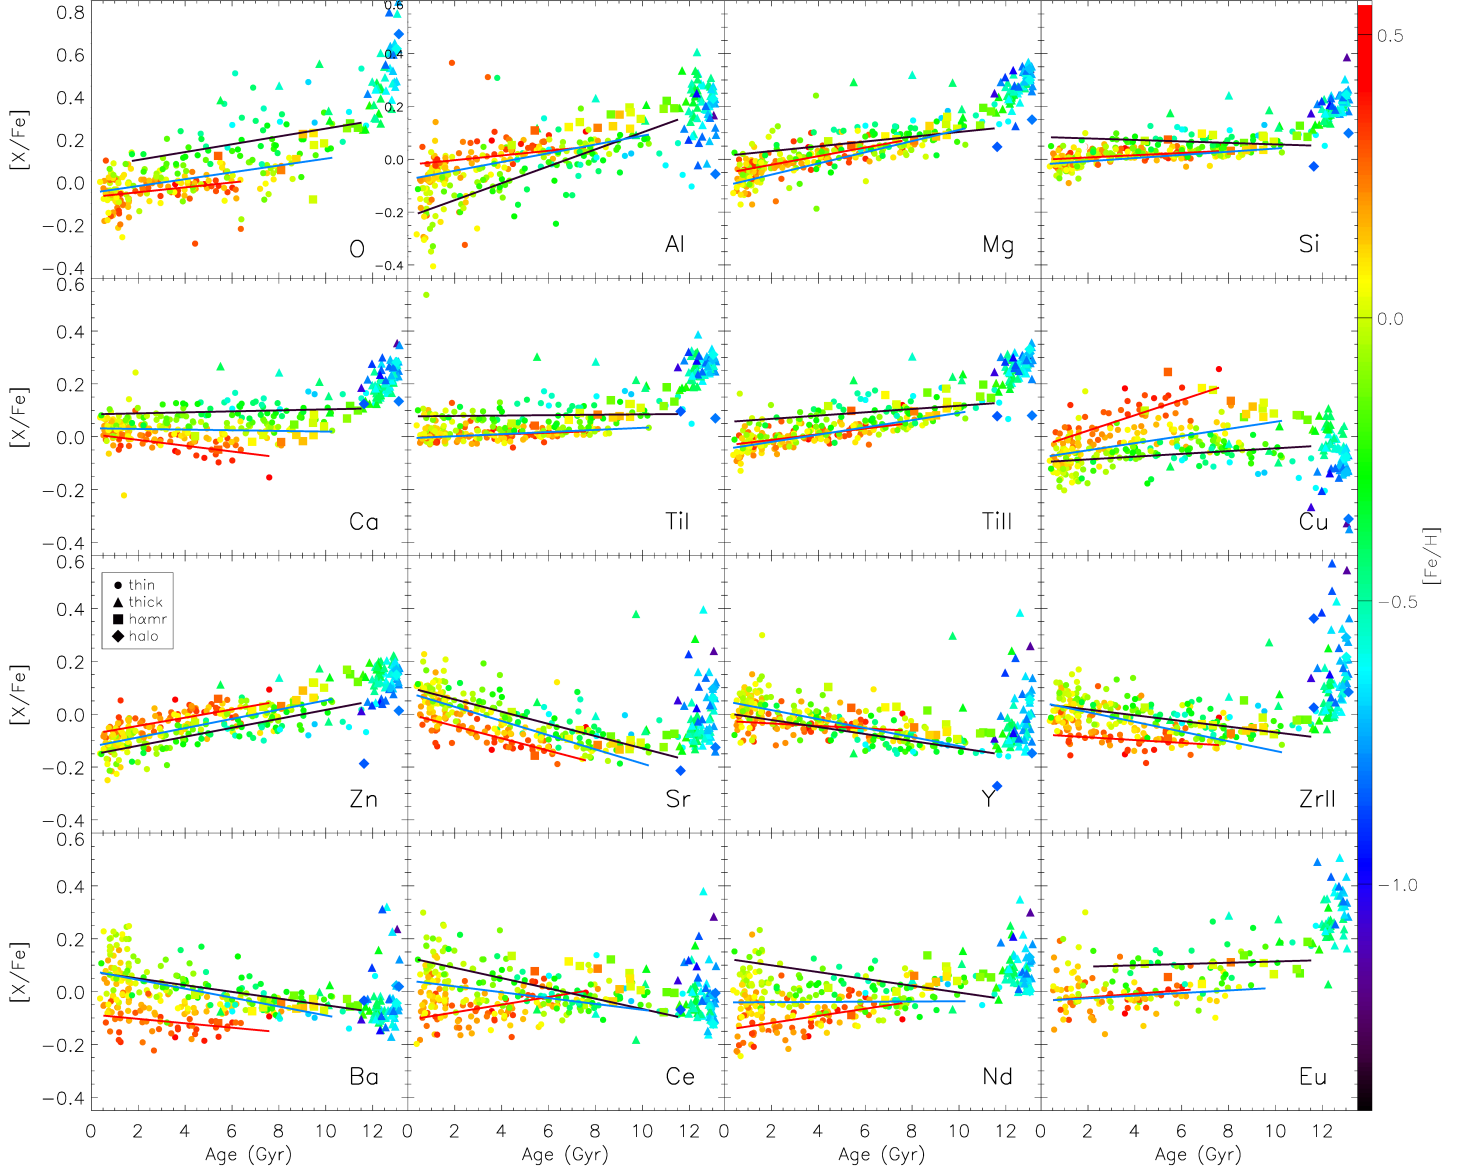 0.8
0.6
0.4
0.2
0.0
−0.2
−0.4
[X/Fe]
O
0.6
0.4
0.2
0.0
−0.2
−0.4
Al
Mg
Si
0.5
0.6
0.4
0.2
0.0
−0.2
−0.4
[X/Fe]
Ca
TiI
TiII
Cu
0.0
0.6
0.4
0.2
0.0
−0.2
−0.4
[X/Fe]
thin
thick
hαmr
halo
Zn
Sr
Y
ZrII
−0.5
[Fe/H]
0.6
0.4
0.2
0.0
−0.2
−0.4
[X/Fe]
Ba
Ce
Nd
Eu
−1.0
0 2 4 6 8 10 12 0 2 4 6 8 10 12 0 2 4 6 8 10 12 0 2 4 6 8 10 12
Age (Gyr) Age (Gyr) Age (Gyr) Age (Gyr)